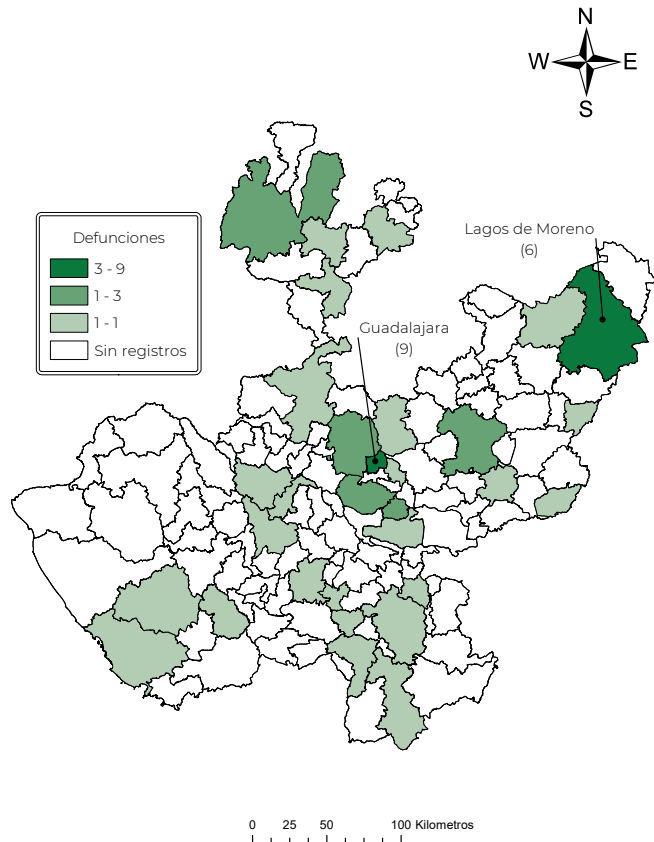 N
W E
S
Defunciones
3 - 9
1 - 3
1 - 1
Sin registros
Lagos de Moreno
(6)
Guadalajara
(9)
0 25 50 100 Kilometros